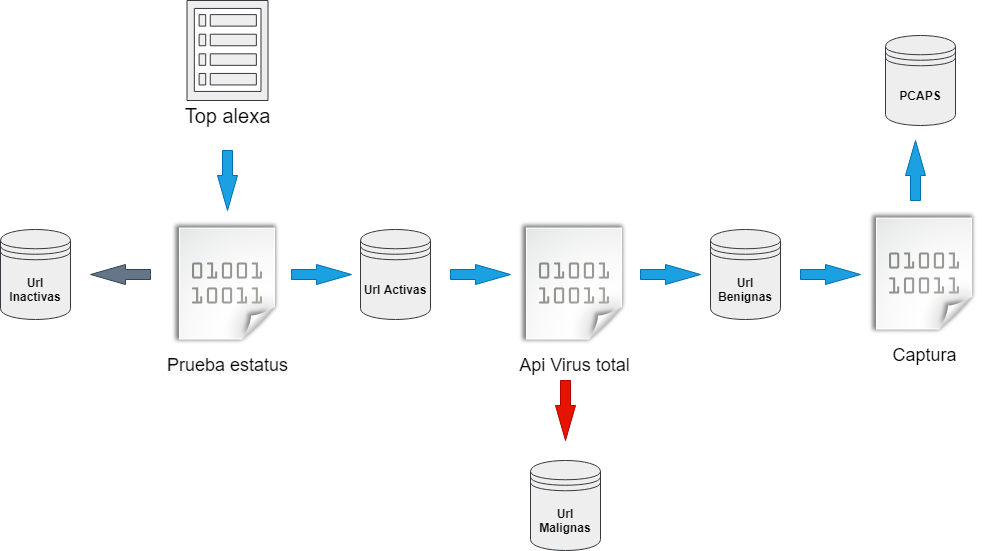 Top alexa
PCAPS
Url
Inactivas
01001
10011
Prueba estatus
Url Activas
01001
10011
Api Virus total
Url
Benignas
01001
10011
Captura
Url
Malignas